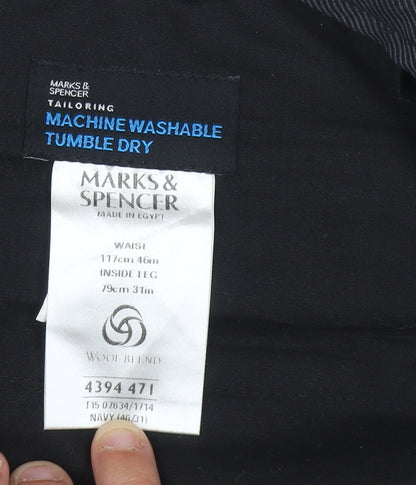 MARKS &
SPENCER
TAILORING
MACHINE WASHABLE
TUMBLE DRY
MARKS &
SPENCER
MADE IN EGYPT
WAIST
117cm 46in
INSIDE LEG
79cm 31in
WOOL BLEND
4394 471
T15 07634/1/14
NAVY (46/31)